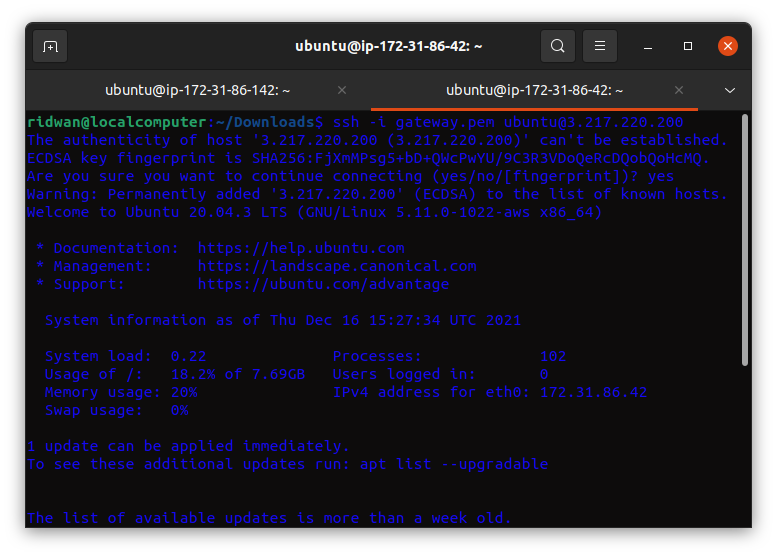 ubuntu@ip-172-31-86-42: ~
ubuntu@ip-172-31-86-142: ~
ubuntu@ip-172-31-86-42: ~
ridwan@localcomputer:~/Downloads$ ssh -i gateway.pem ubuntu@3.217.220.200
The authenticity of host '3.217.220.200 (3.217.220.200)' can't be established.
ECDSA key fingerprint is SHA256:FjXmMPsgS+bD+QWcPwYU/9C3R3VDoQeRcDQobQoHcMQ.
Are you sure you want to continue connecting (yes/no/[fingerprint])? yes
Warning: Permanently added '3.217.220.200' (ECDSA) to the list of known hosts.
Welcome to Ubuntu 20.04.3 LTS (GNU/Linux 5.11.0-1022-aws x86_64)
* Documentation:  https://help.ubuntu.com
* Management:     https://landscape.canonical.com
* Support:        https://ubuntu.com/advantage
System information as of Thu Dec 16 15:27:34 UTC 2021
System load:  0.22               Processes:             102
Usage of /:   18.2% of 7.69GB   Users logged in:       0
Memory usage: 20%               IPv4 address for eth0: 172.31.86.42
Swap usage:   0%
1 update can be applied immediately.
To see these additional updates run: apt list --upgradable
The list of available updates is more than a week old.